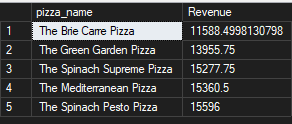 pizza_name Revenue
1 The Brie Carre Pizza 11588.4998130798
2 The Green Garden Pizza 13955.75
3 The Spinach Supreme Pizza 15277.75
4 The Mediterranean Pizza 15360.5
5 The Spinach Pesto Pizza 15596